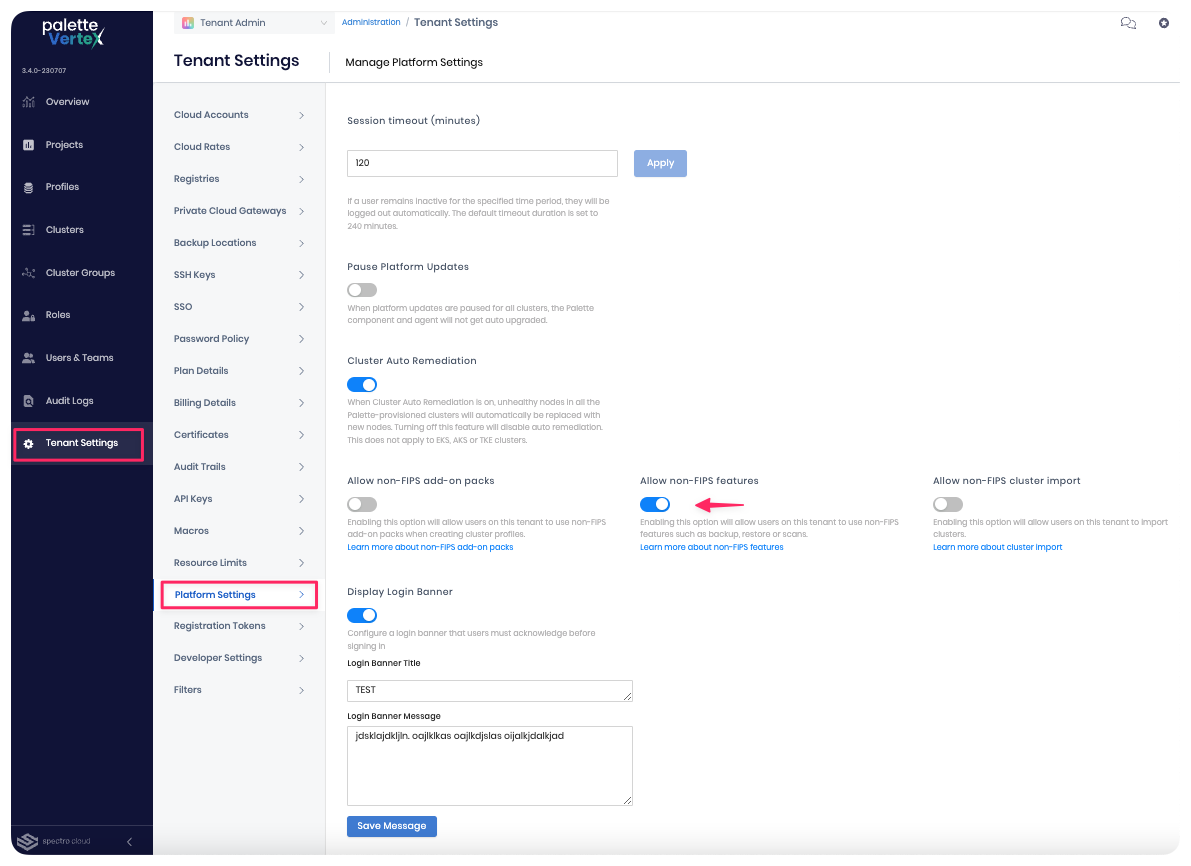 palette
VerteX
3.4.0-230707
Overview
Projects
Profiles
Clusters
Cluster Groups
Roles
Users & Teams
Audit Logs
Tenant Settings
spectro cloud
Tenant Admin
Administration / Tenant Settings
Tenant Settings
Manage Platform Settings
Cloud Accounts
Cloud Rates
Registries
Private Cloud Gateways
Backup Locations
SSH Keys
SSO
Password Policy
Plan Details
Billing Details
Certificates
Audit Trails
API Keys
Macros
Resource Limits
Platform Settings
Registration Tokens
Developer Settings
Filters
Session timeout (minutes)
120
Apply
If a user remains inactive for the specified time period, they will be
logged out automatically. The default timeout duration is set to
240 minutes.
Pause Platform Updates
When platform updates are paused for all clusters, the Palette
component and agent will not get auto upgraded.
Cluster Auto Remediation
When Cluster Auto Remediation is on, unhealthy nodes in all the
Palette-provisioned clusters will automatically be replaced with
new nodes. Turning off this feature will disable auto remediation.
This does not apply to EKS, AKS or TKE clusters.
Allow non-FIPS add-on packs
Enabling this option will allow users on this tenant to use non-FIPS
add-on packs when creating cluster profiles.
Learn more about non-FIPS add-on packs
Allow non-FIPS features
Enabling this option will allow users on this tenant to use non-FIPS
features such as backup, restore or scans.
Learn more about non-FIPS features
Allow non-FIPS cluster import
Enabling this option will allow users on this tenant to import
clusters.
Learn more about cluster import
Display Login Banner
Configure a login banner that users must acknowledge before
signing in
Login Banner Title
TEST
Login Banner Message
jdsklajdkljln. oajlklkas oajlkdjslas oijalkjdalkjad
Save Message